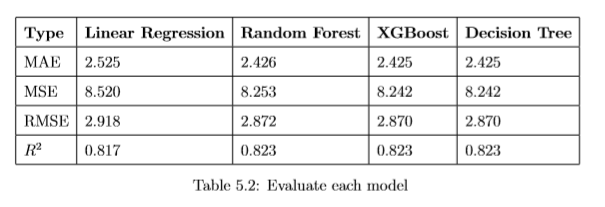 Type Linear Regression Random Forest XGBoost Decision Tree
MAE 2.525 2.426 2.425 2.425
MSE 8.520 8.253 8.242 8.242
RMSE 2.918 2.872 2.870 2.870
R² 0.817 0.823 0.823 0.823
Table 5.2: Evaluate each model